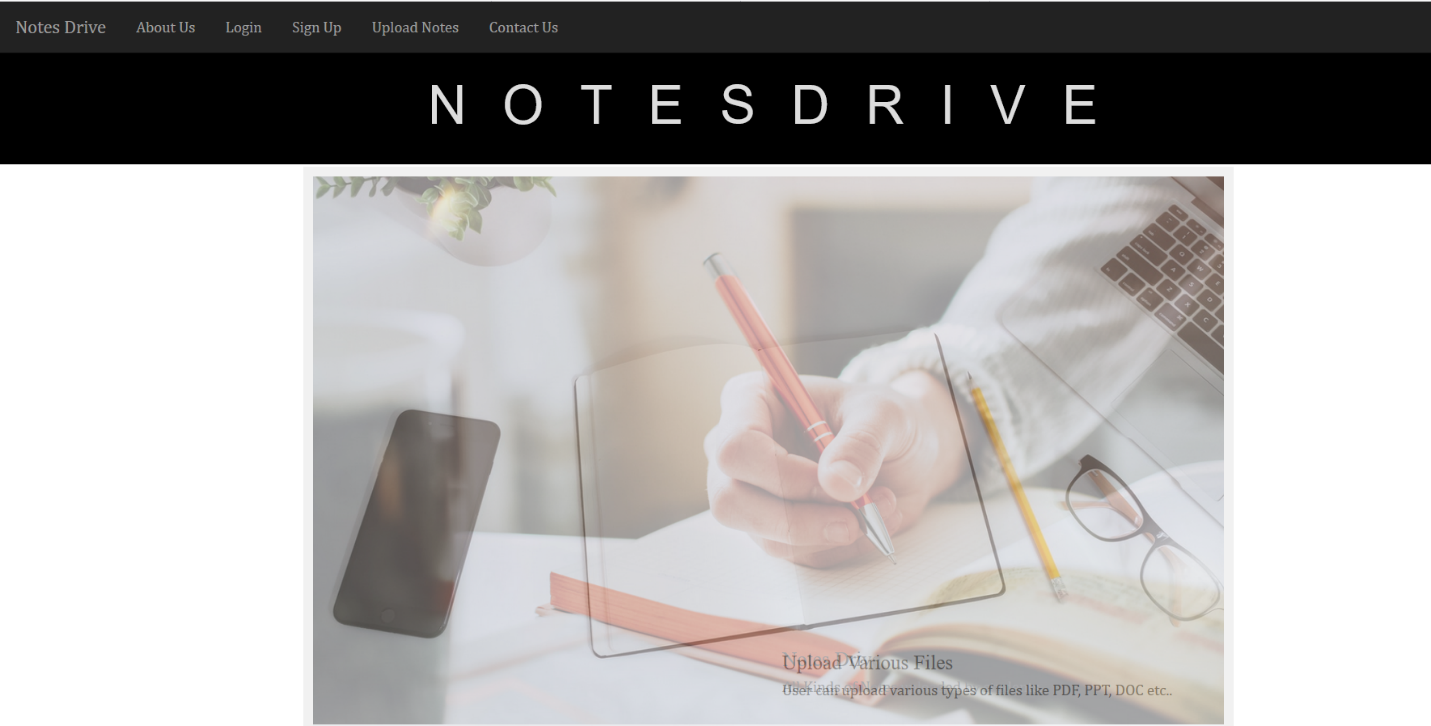 Notes Drive About Us Login Sign Up Upload Notes Contact Us
N O T E S D R I V E
Upload Various Files
User can upload various types of files like PDF, PPT, DOC etc..